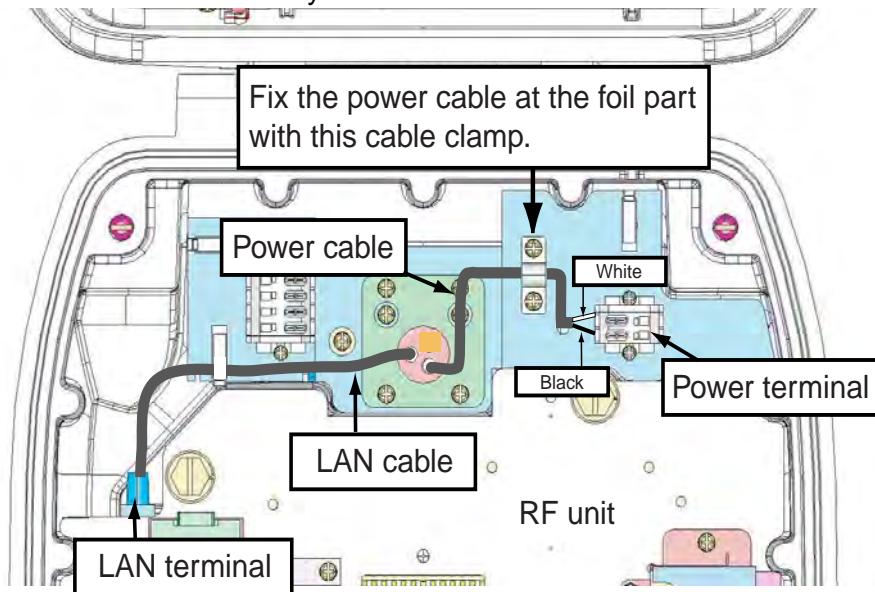 Fix the power cable at the foil part
with this cable clamp.
Power cable
White
Black
Power terminal
LAN cable
RF unit
LAN terminal